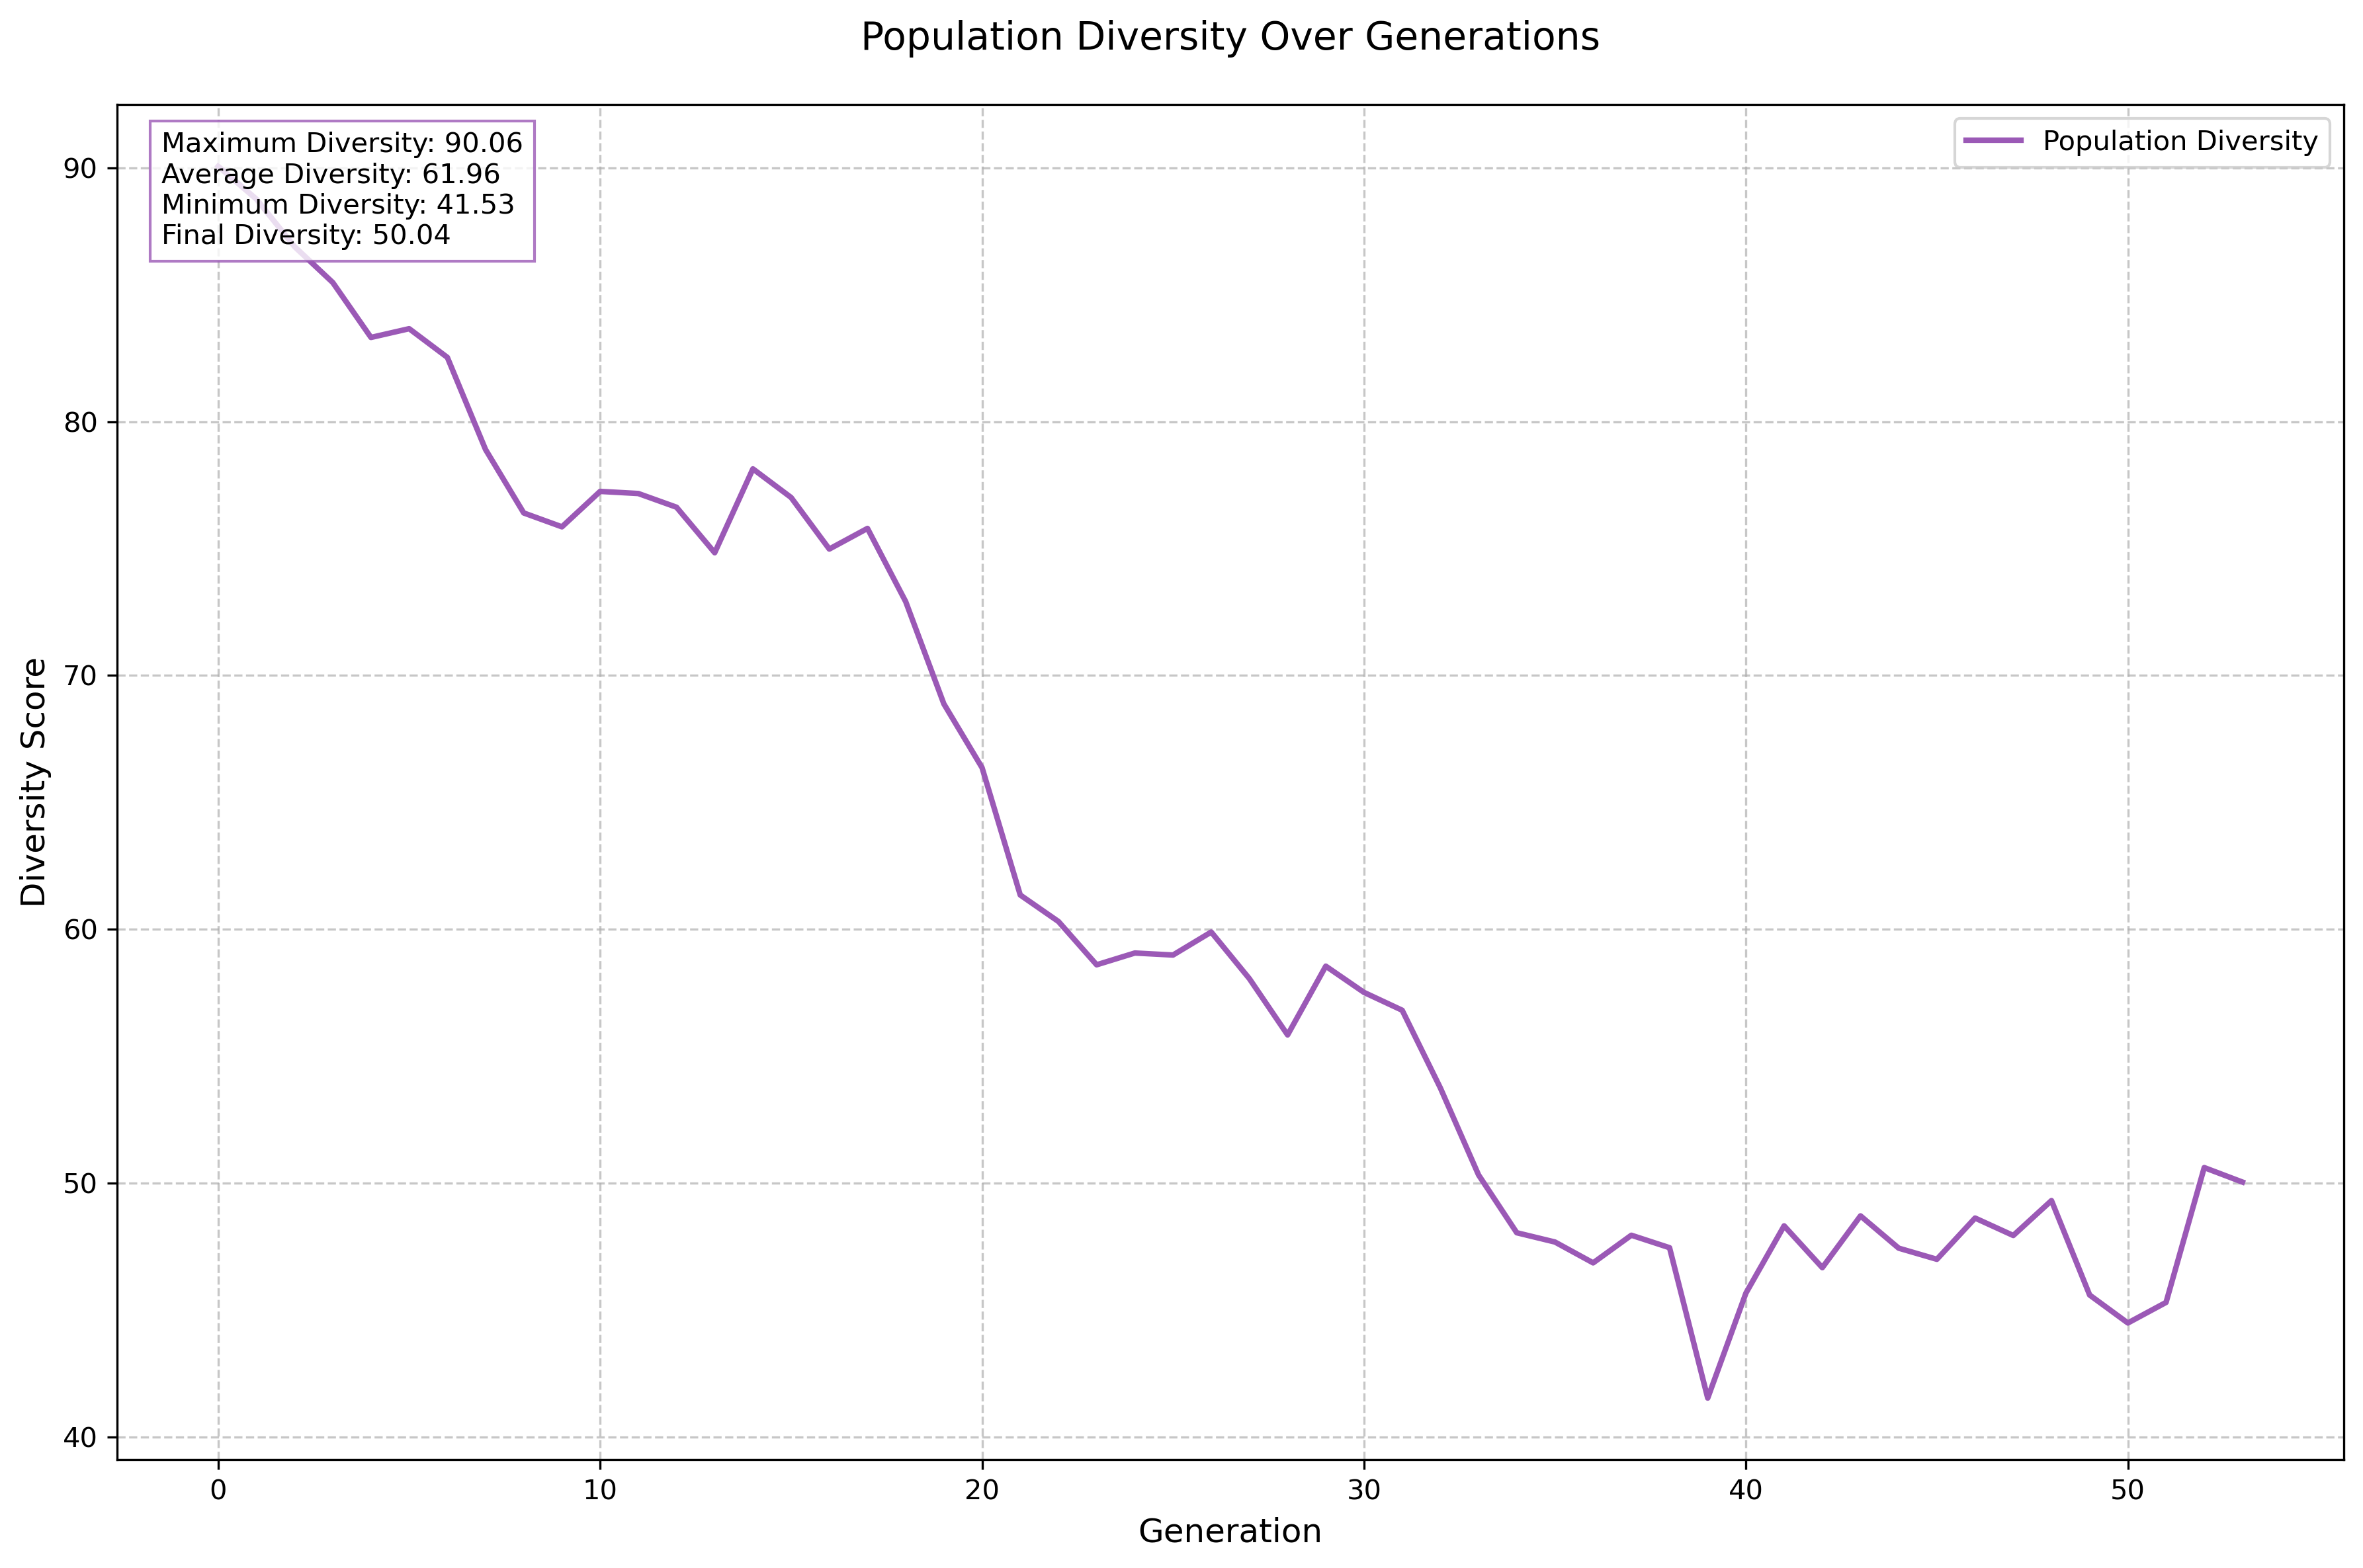 Population Diversity Over Generations
Maximum Diversity: 90.06
Average Diversity: 61.96
Minimum Diversity: 41.53
Final Diversity: 50.04
Population Diversity
90
80
70
60
50
40
Diversity Score
0 10 20 30 40 50
Generation